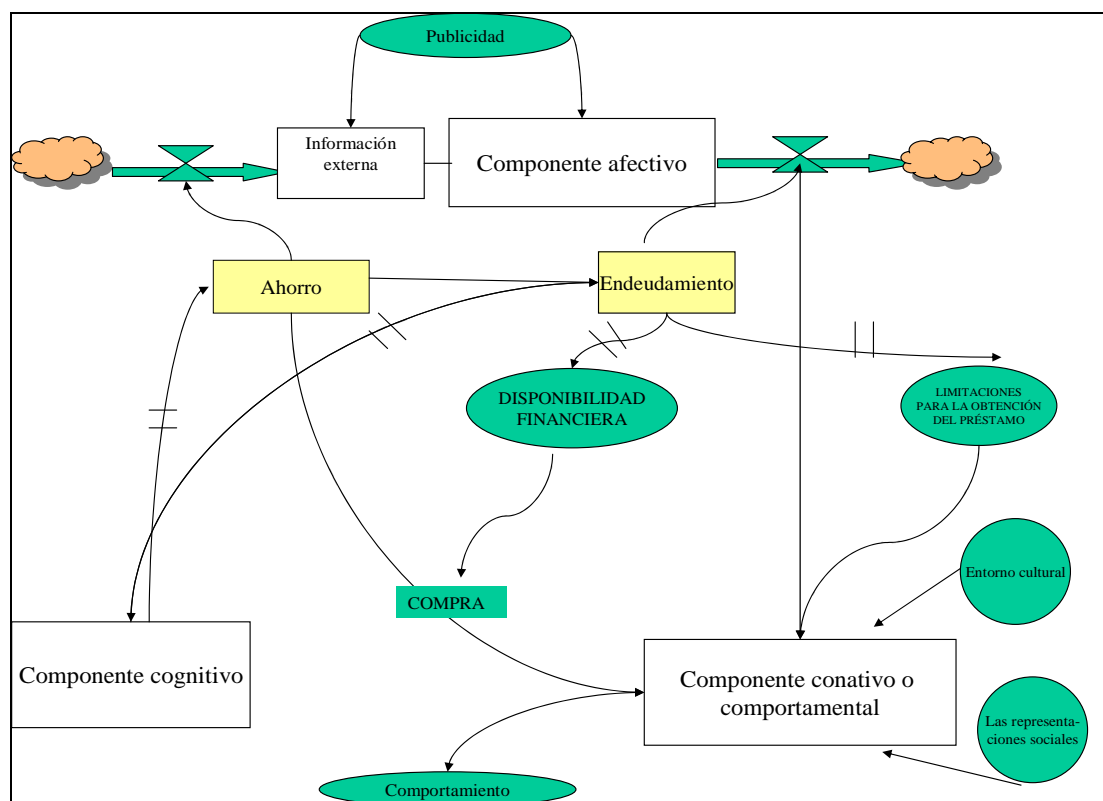 Publicidad
Información
externa
Componente afectivo
Ahorro
Endeudamiento
DISPONIBILIDAD
FINANCIERA
LIMITACIONES
PARA LA OBTENCIÓN
DEL PRÉSTAMO
Entorno cultural
COMPRA
Componente cognitivo
Componente conativo o
comportamental
Las representa-
ciones sociales
Comportamiento